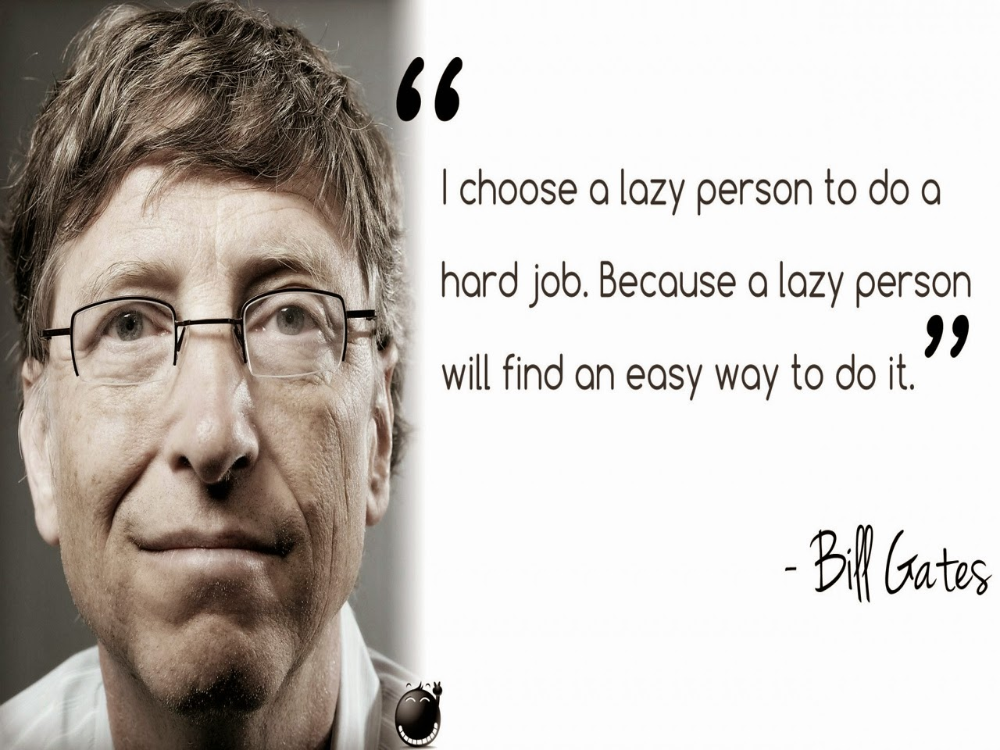 “
I choose a lazy person to do a
hard job. Because a lazy person
will find an easy way to do it.”
- Bill Gates